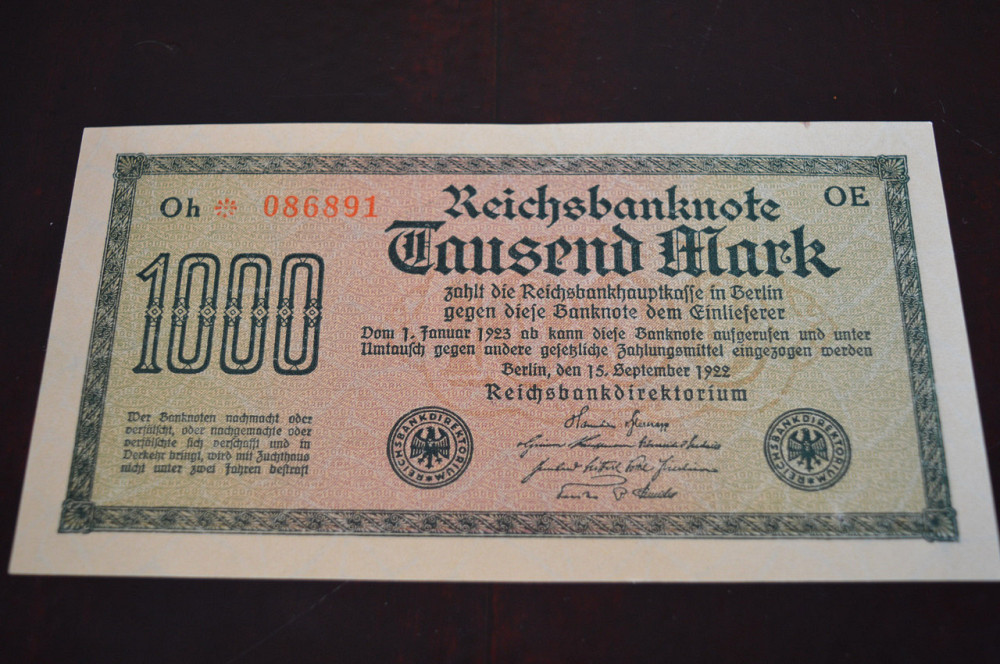 Oh * 086891
OE
Reichsbanknote
Tausend Mark
1000
zahlt die Reichsbankhauptkasse in Berlin
gegen diese Banknote dem Einlieferer
Vom 1. Januar 1923 ab kann diese Banknote aufgerufen und unter
Umtausch gegen andere gesetzliche Zahlungsmittel eingezogen werden
Berlin, den 15. September 1922
Reichsbankdirektorium
Wer Banknoten nachmacht oder
verfälscht, oder nachgemachte oder
verfälschte sich verschafft und in
Verkehr bringt, wird mit Zuchthaus
nicht unter zwei Jahren bestraft
REICHSBANKDIREKTORIUM
REICHSBANKDIREKTORIUM